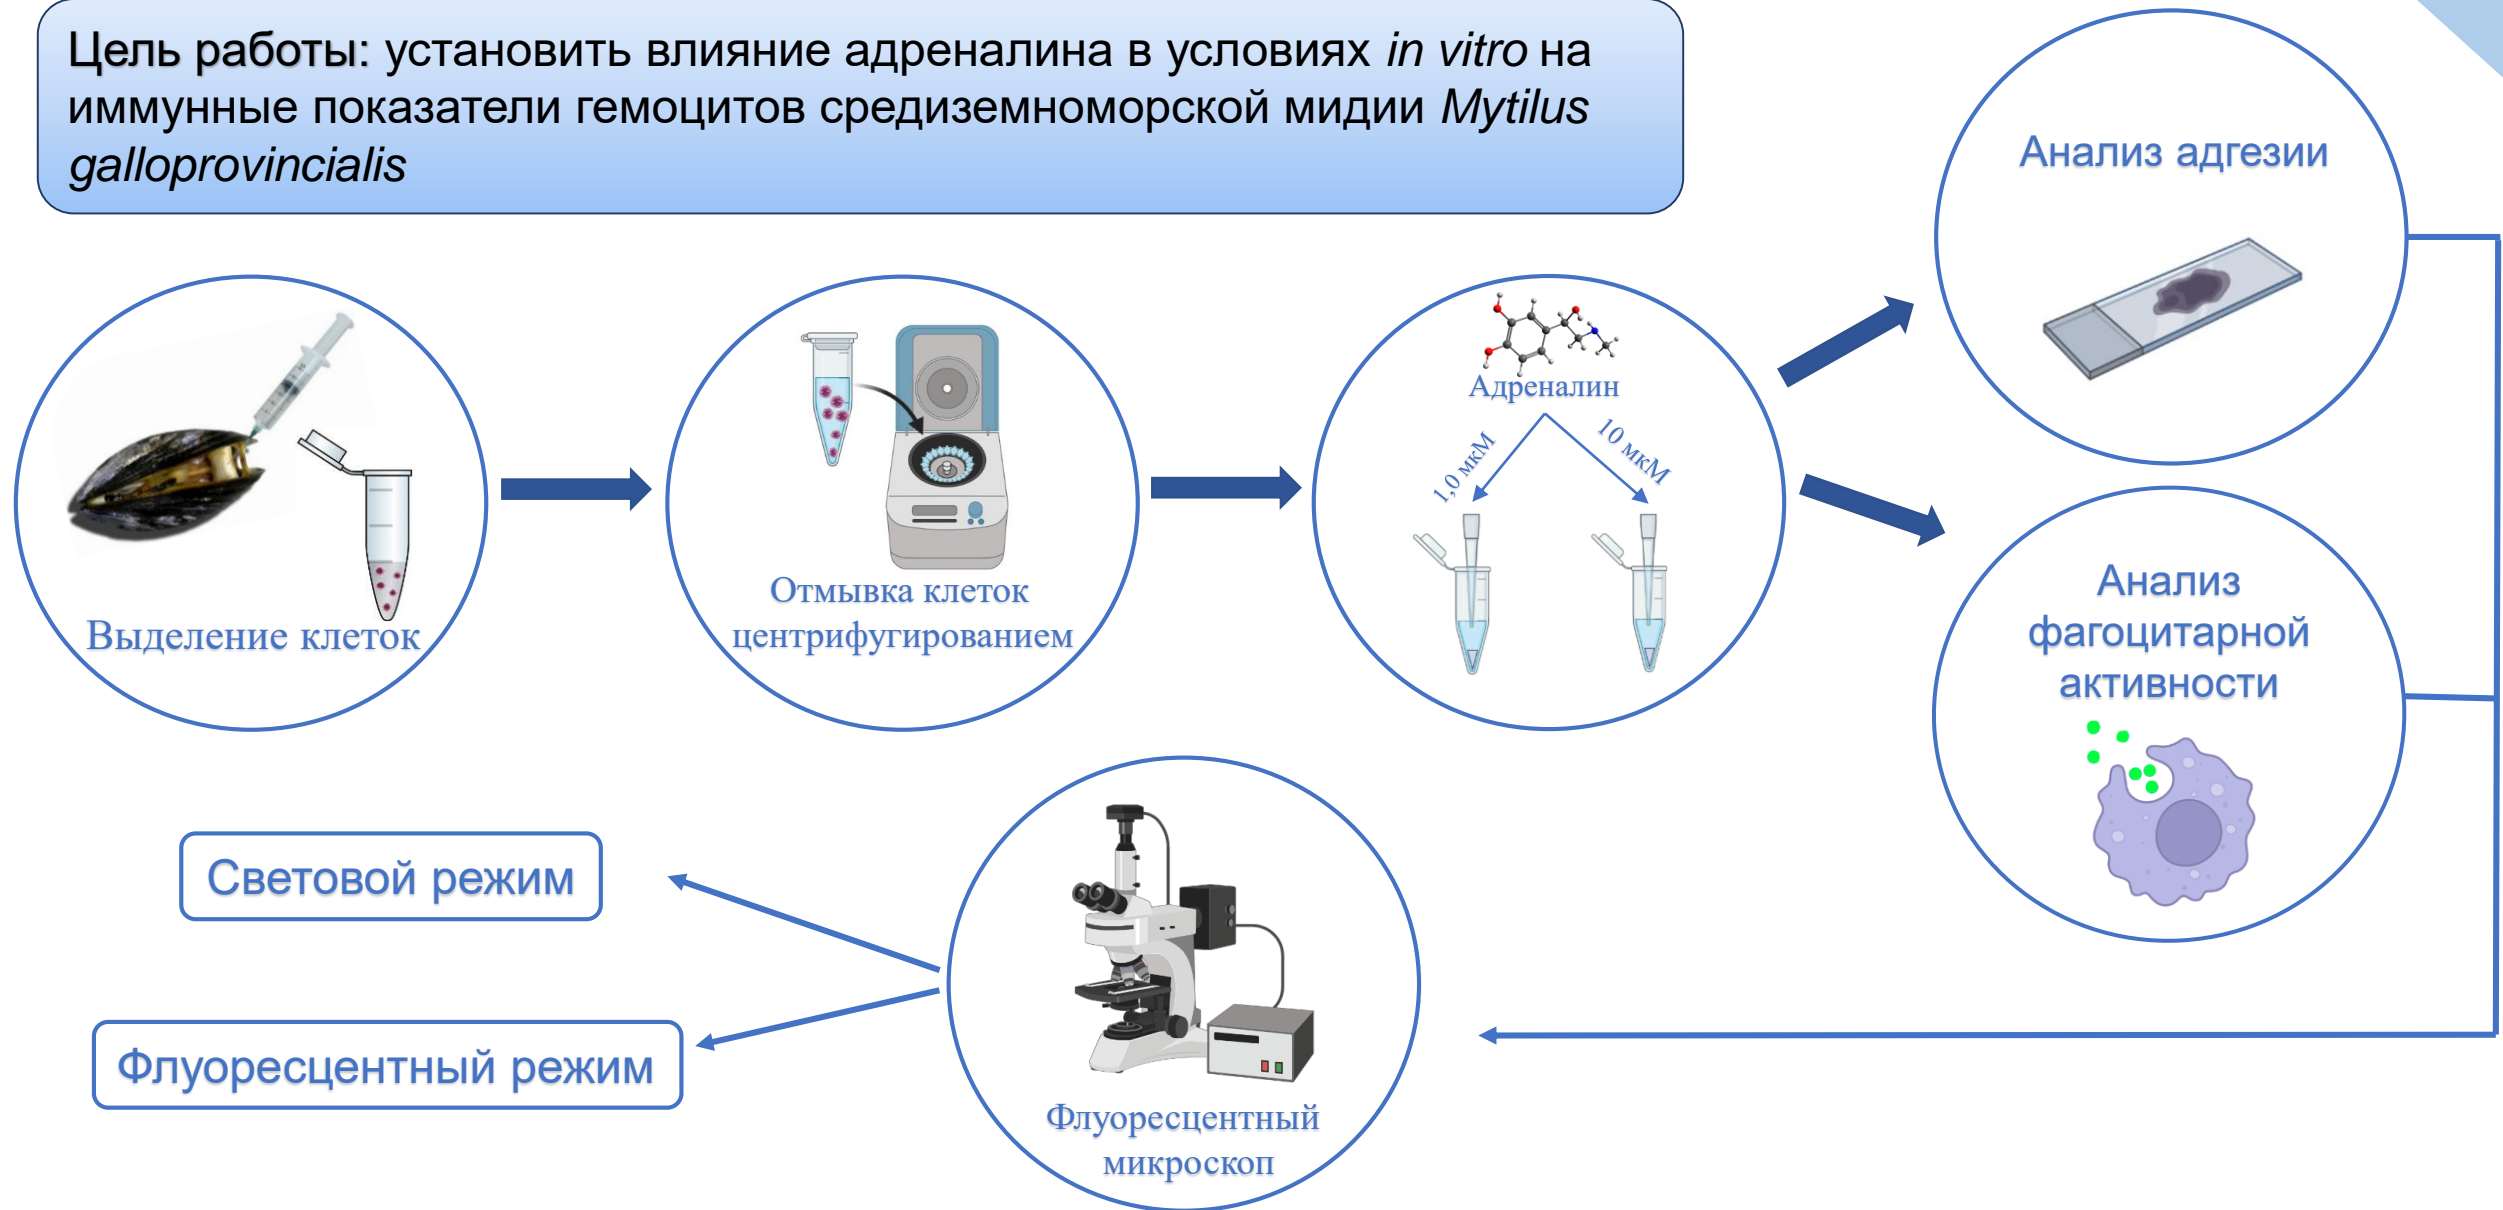 Цель работы: установить влияние адреналина в условиях in vitro на
иммунные показатели гемоцитов средиземноморской мидии Mytilus
galloprovincialis
Анализ адгезии
Выделение клеток
Отмывка клеток
центрифугированием
Адреналин
1,0 мкМ
10 мкМ
Анализ
фагоцитарной
активности
Световой режим
Флуоресцентный режим
Флуоресцентный
микроскоп